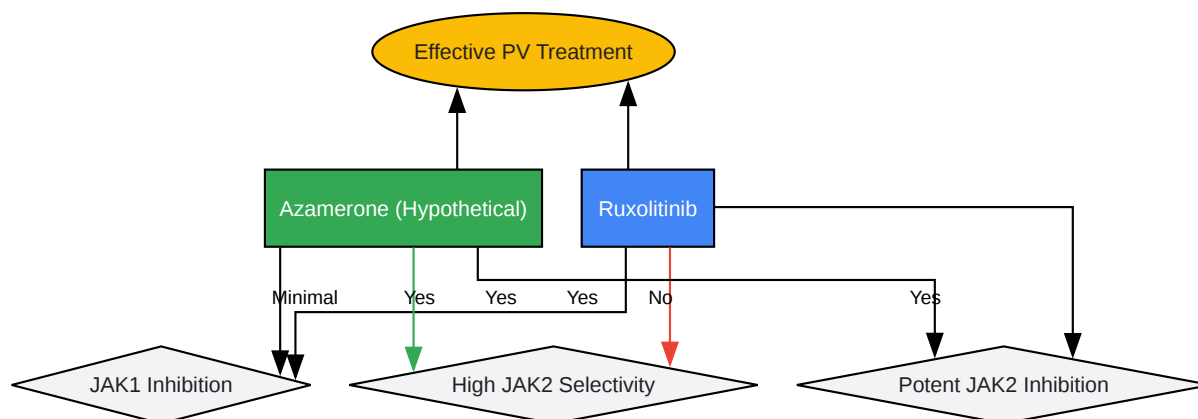 Effective PV Treatment
Azamerone (Hypothetical)
Ruxolitinib
Minimal
Yes
Yes
Yes
No
Yes
JAK1 Inhibition
High JAK2 Selectivity
Potent JAK2 Inhibition